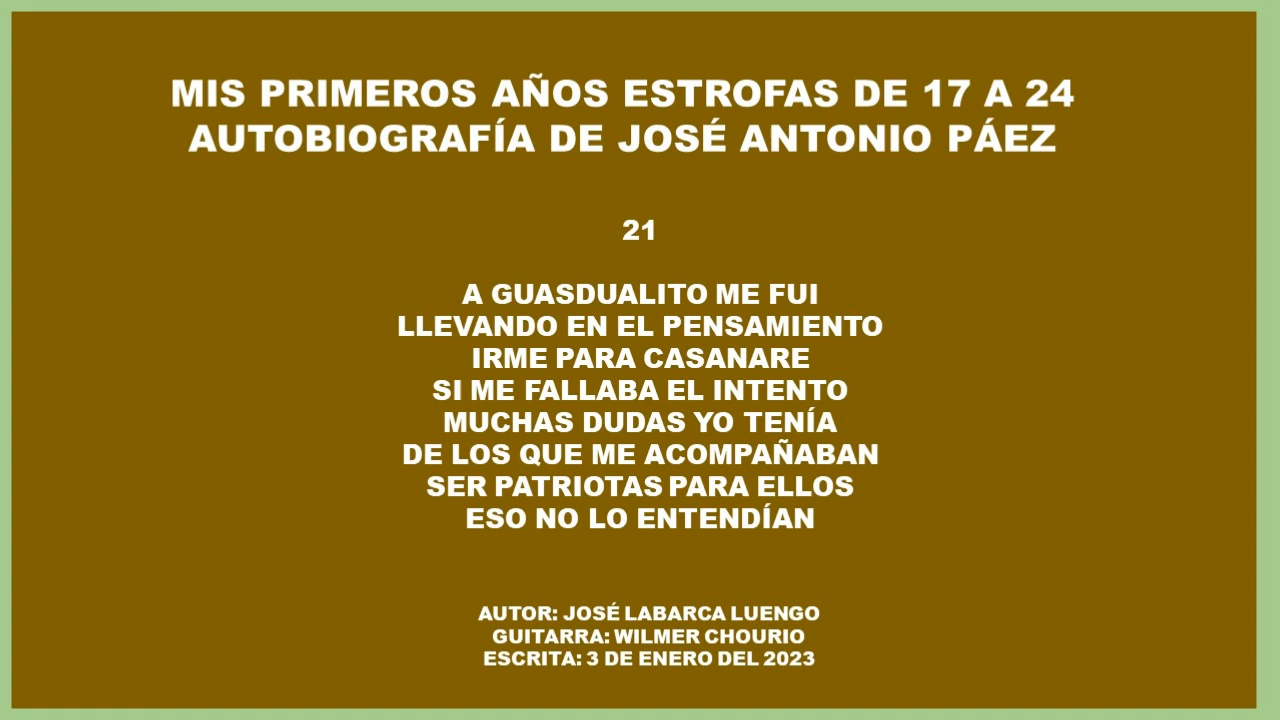 MIS PRIMEROS AÑOS ESTROFAS DE 17 A 24
AUTOBIOGRAFÍA DE JOSÉ ANTONIO PÁEZ
21
A GUASDUALITO ME FUI
LLEVANDO EN EL PENSAMIENTO
IRME PARA CASANARE
SI ME FALLABA EL INTENTO
MUCHAS DUDAS YO TENÍA
DE LOS QUE ME ACOMPAÑABAN
SER PATRIOTAS PARA ELLOS
ESO NO LO ENTENDÍAN
AUTOR: JOSÉ LABARCA LUENGO
GUITARRA: WILMER CHOURIO
ESCRITA: 3 DE ENERO DEL 2023